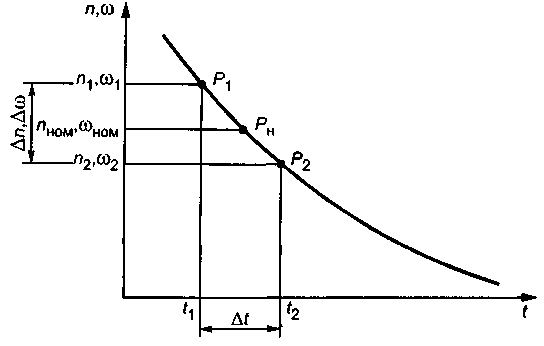 n,ω
n₁,ω₁
P₁
Δn,Δω
nном,ωном
Pн
n₂,ω₂
P₂
t₁
t₂
t
Δt